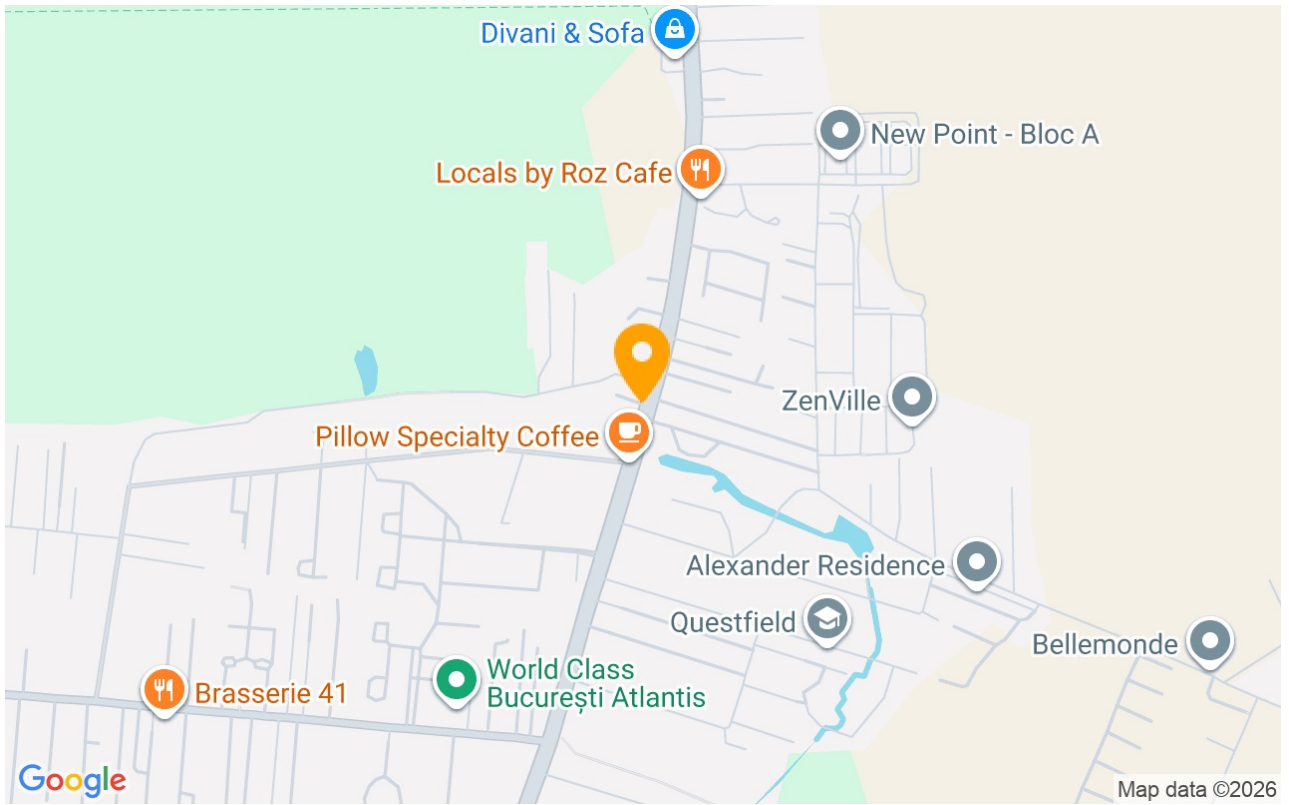 Divani & Sofa
New Point - Bloc A
Locals by Roz Cafe
ZenVille
Pillow Specialty Coffee
Alexander Residence
Questfield
Bellemonde
World Class
București Atlantis
Brasserie 41
Google
Map data ©2026